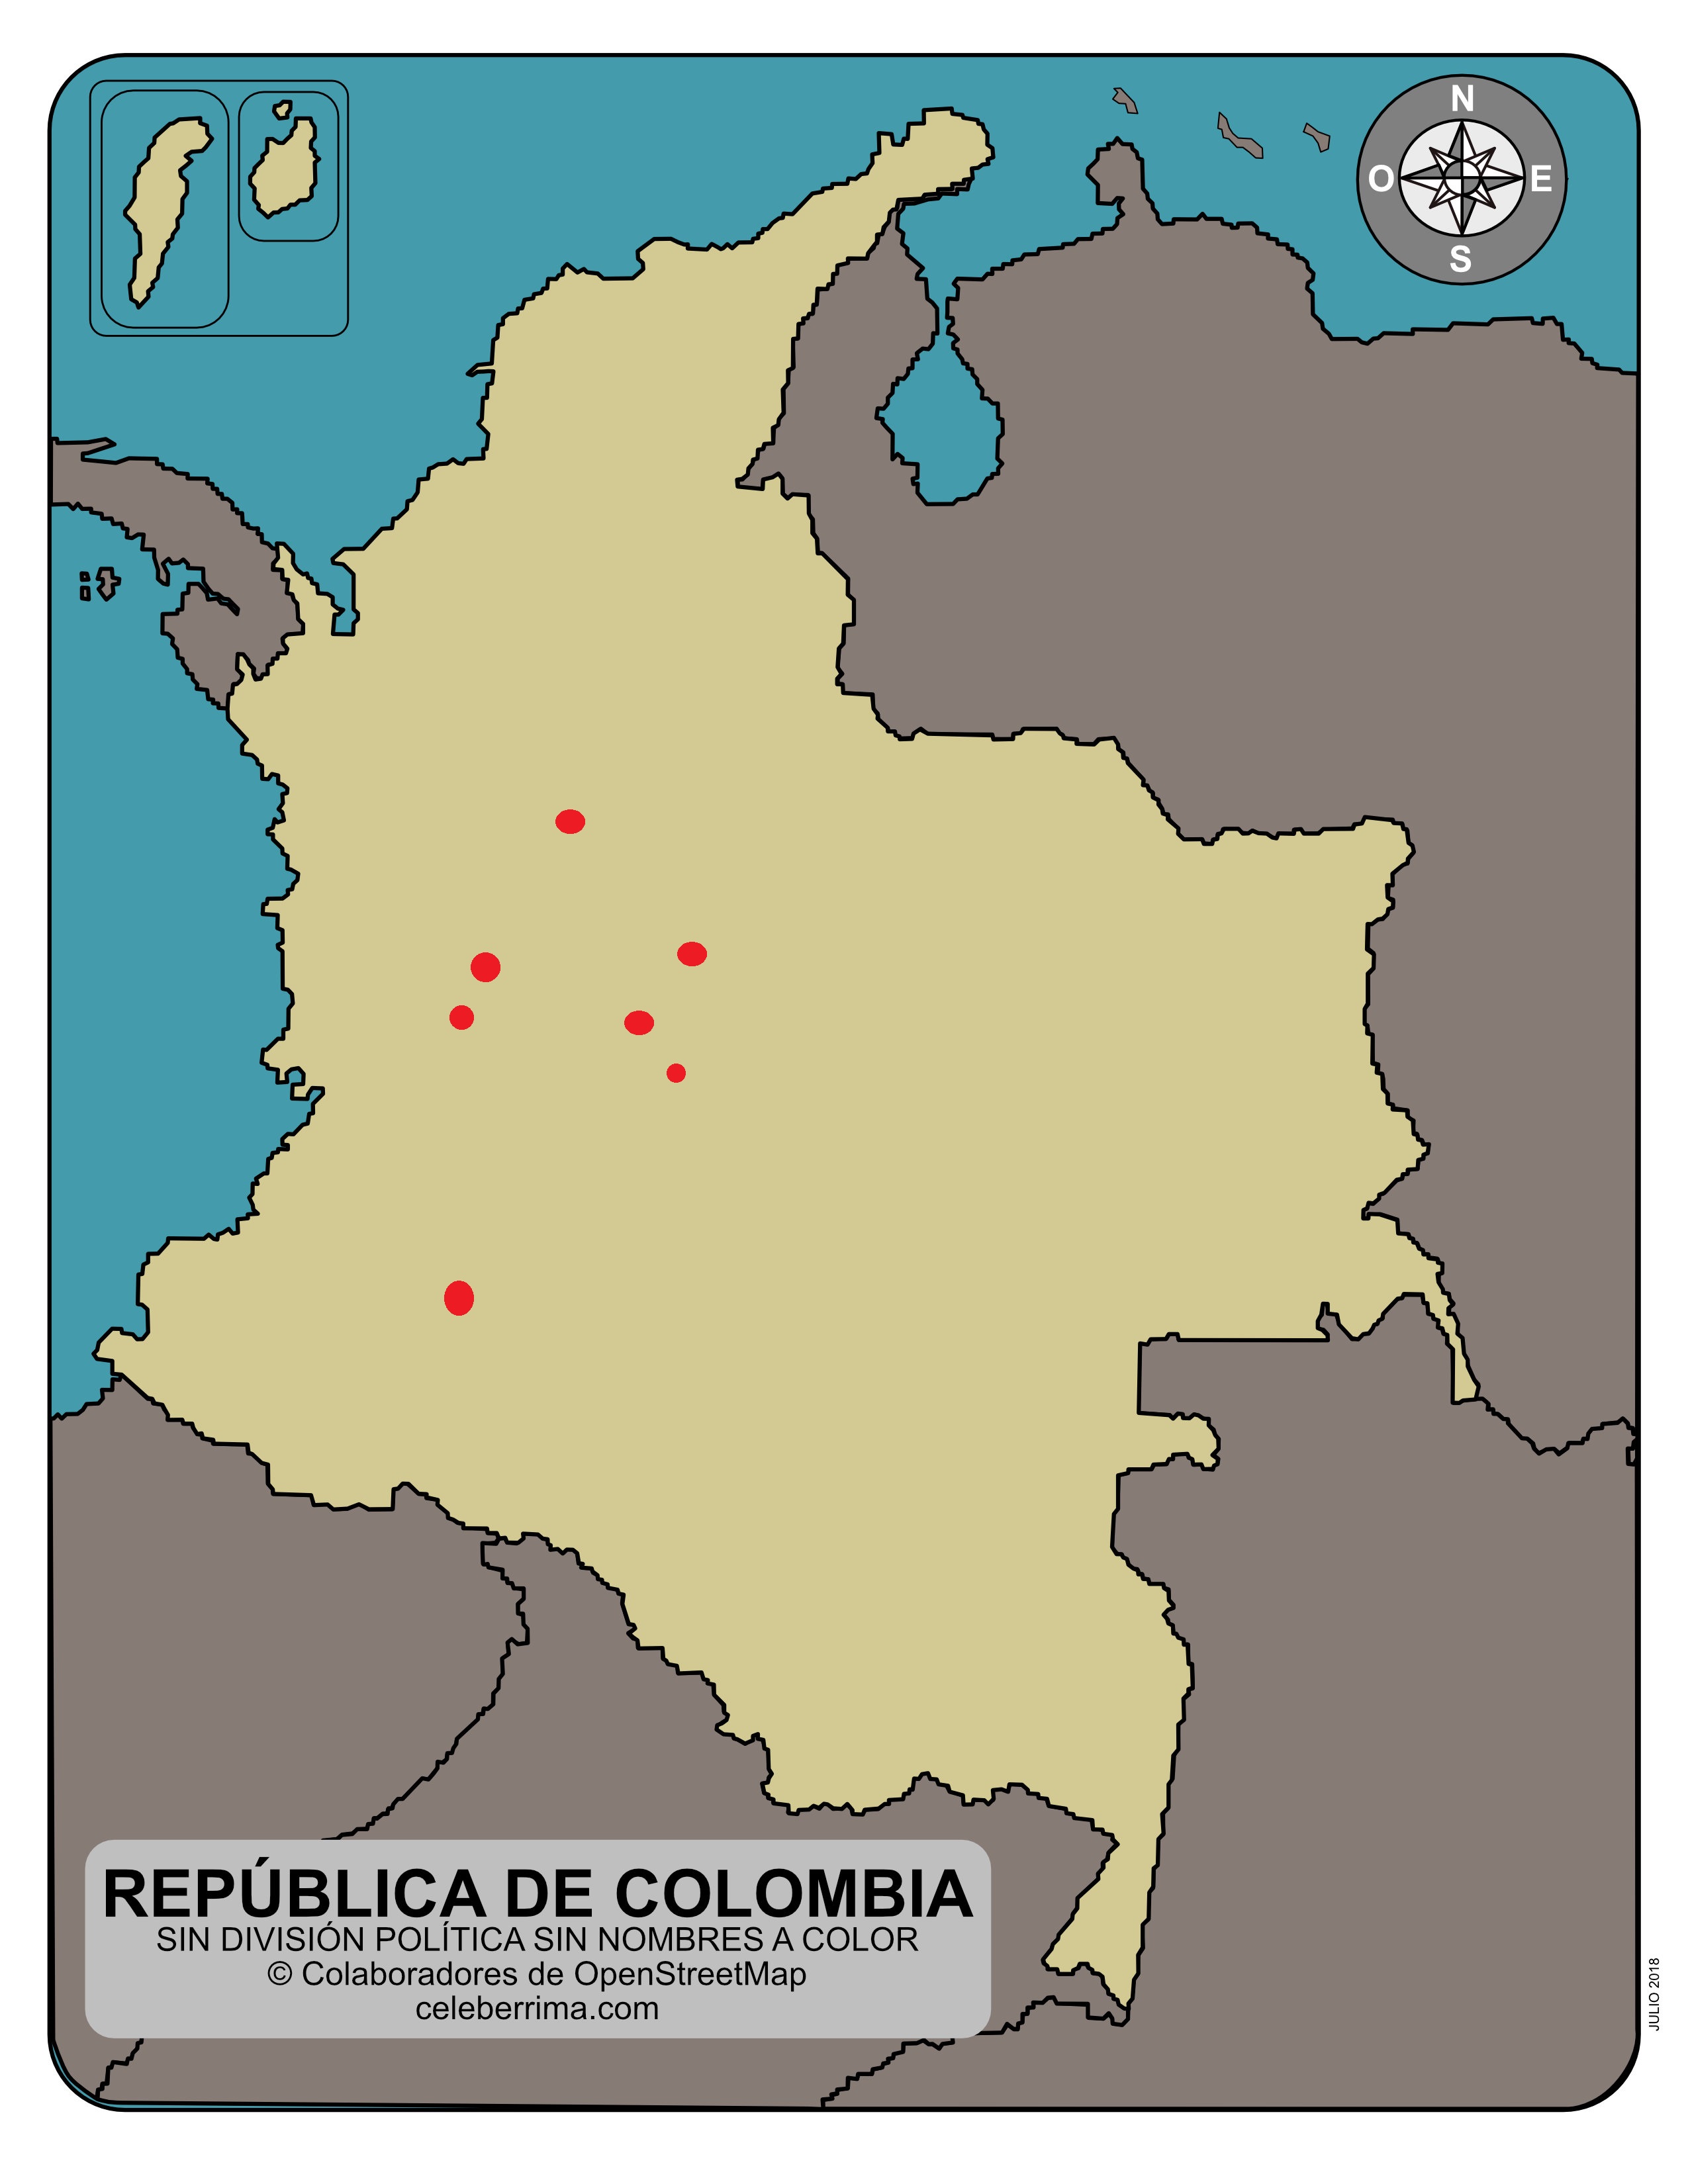 N
O
E
S
REPÚBLICA DE COLOMBIA
SIN DIVISIÓN POLÍTICA SIN NOMBRES A COLOR
© Colaboradores de OpenStreetMap
celeberrima.com
JULIO 2018